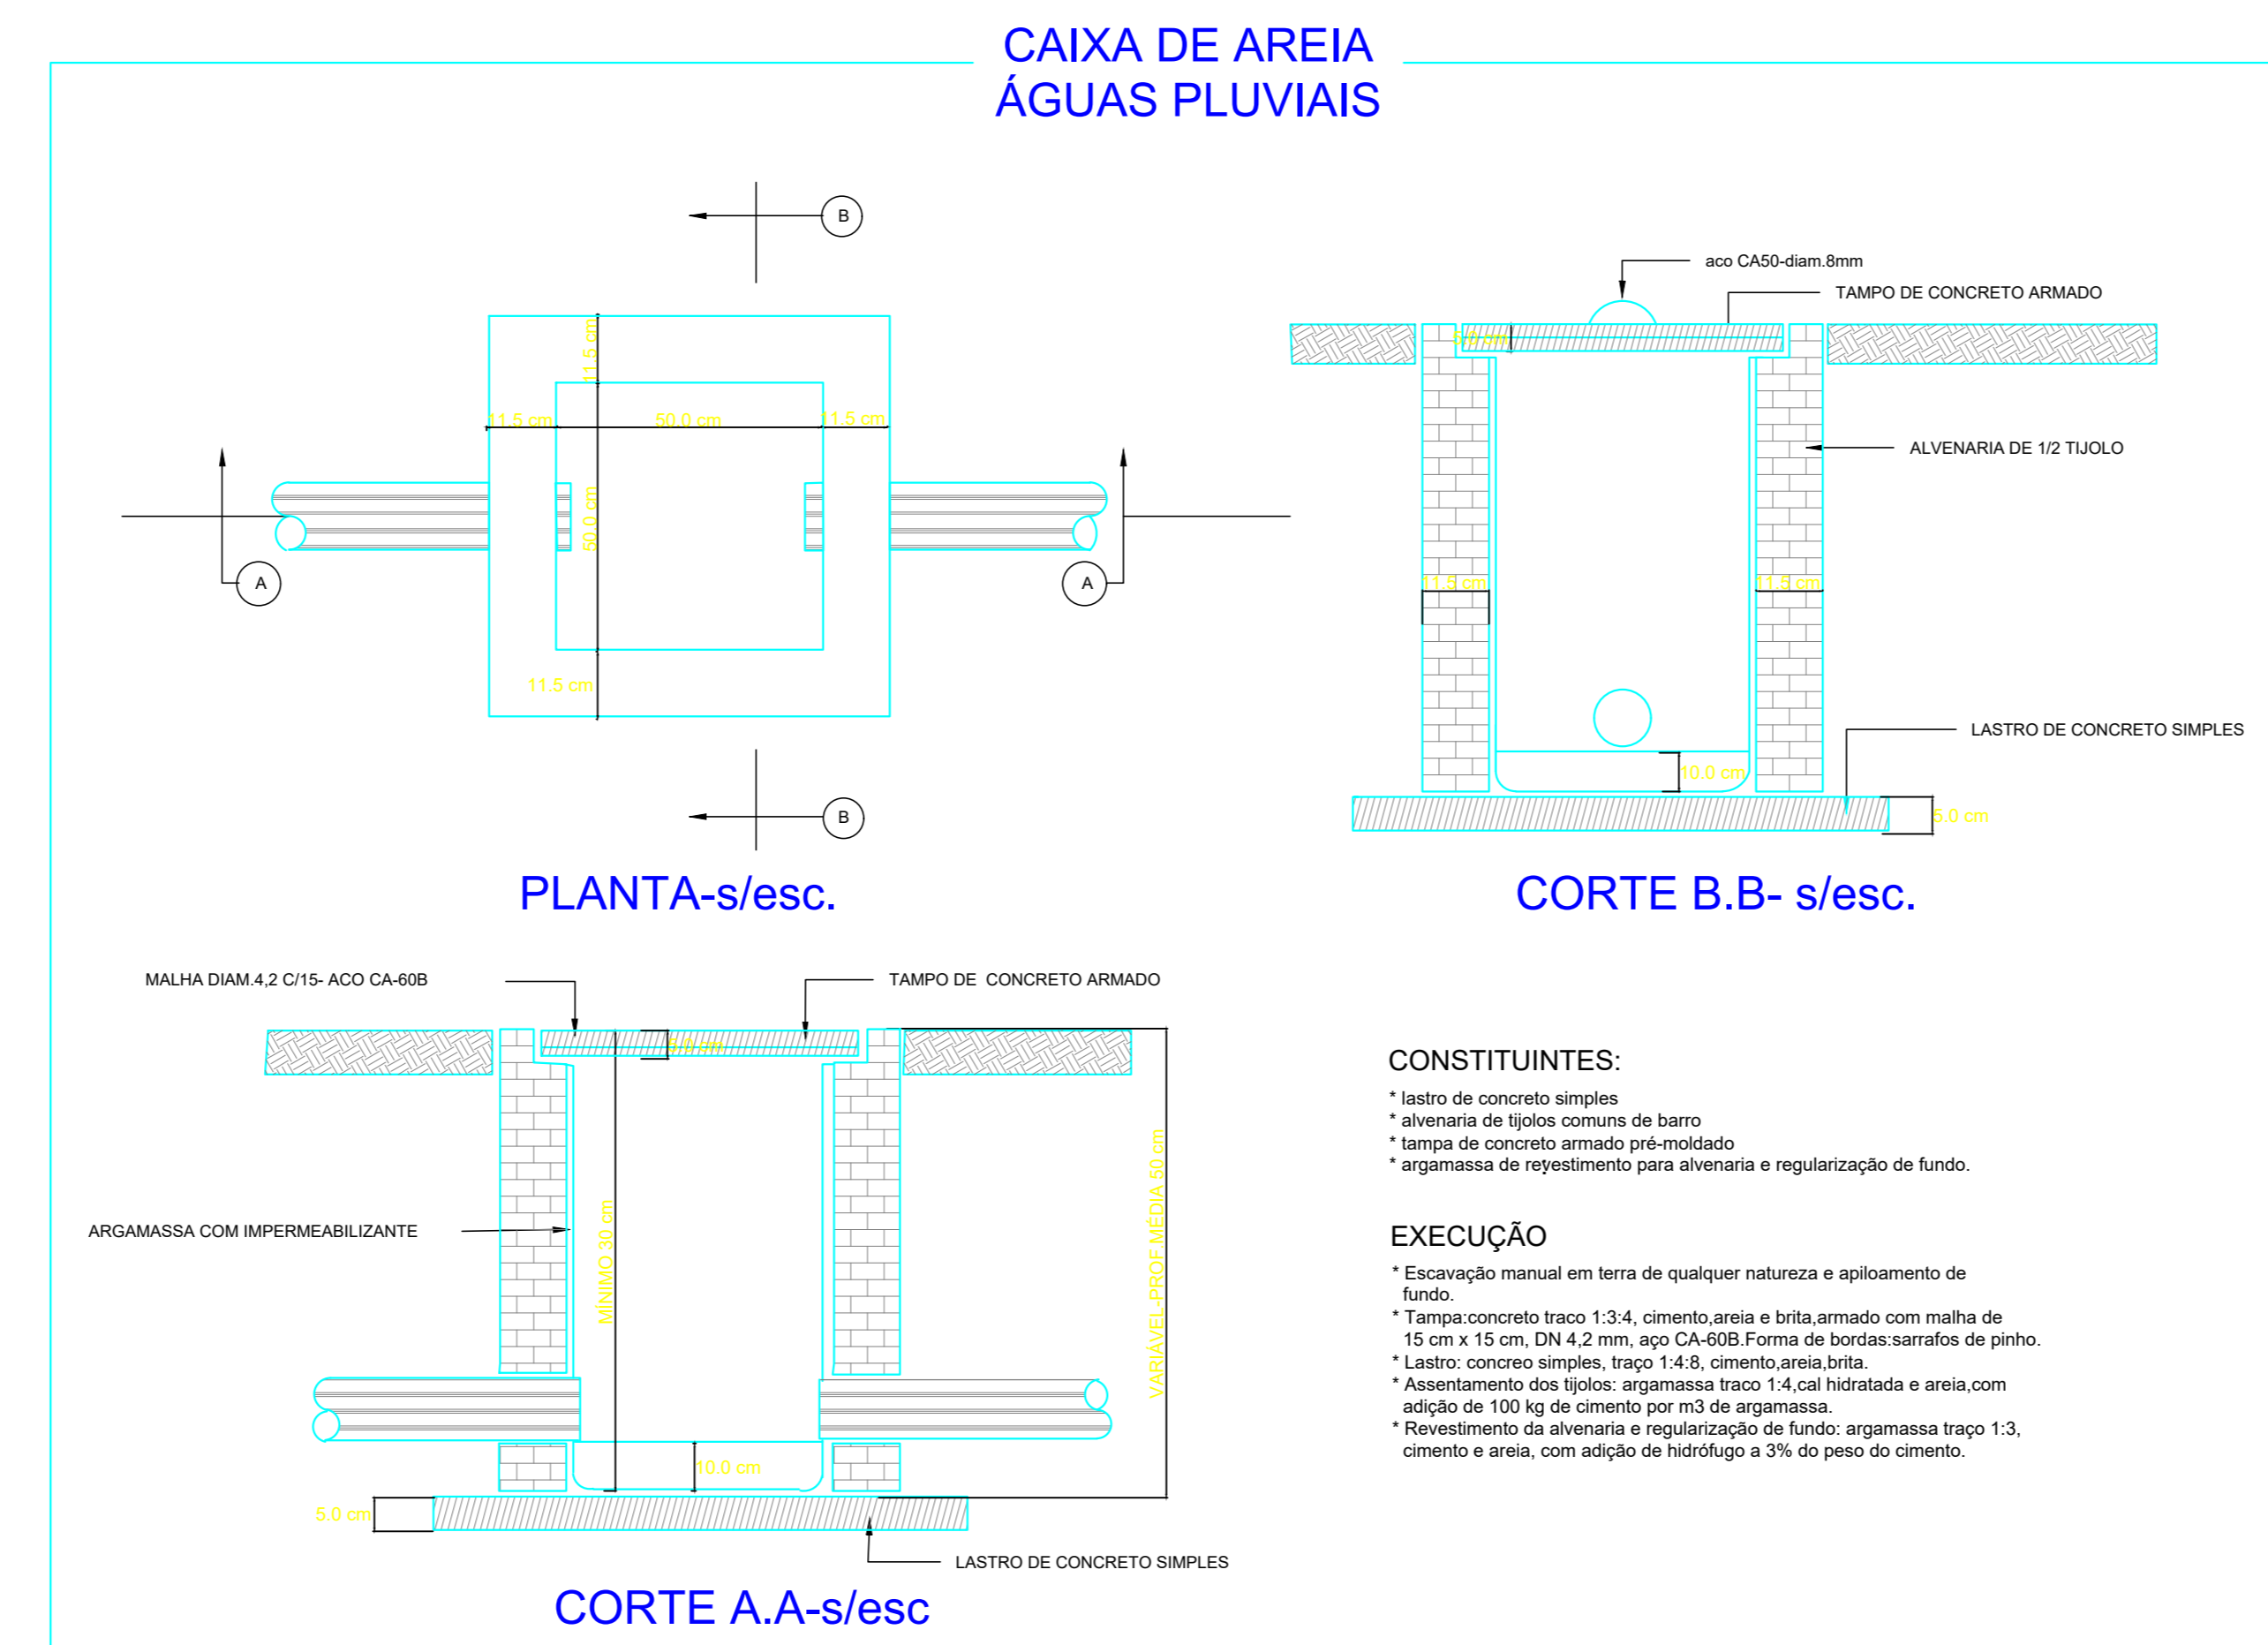 CAIXA DE AREIA
ÁGUAS PLUVIAIS
B
11.5 cm
11.5 cm
50.0 cm
11.5 cm
50.0 cm
A
A
11.5 cm
B
PLANTA-s/esc.
aco CA50-diam.8mm
TAMPO DE CONCRETO ARMADO
5.0 cm
ALVENARIA DE 1/2 TIJOLO
11.5 cm
11.5 cm
LASTRO DE CONCRETO SIMPLES
10.0 cm
5.0 cm
CORTE B.B- s/esc.
MALHA DIAM.4,2 C/15- ACO CA-60B
TAMPO DE CONCRETO ARMADO
5.0 cm
ARGAMASSA COM IMPERMEABILIZANTE
MÍNIMO 30 cm
VARIÁVEL-PROF.MÉDIA 50 cm
10.0 cm
5.0 cm
LASTRO DE CONCRETO SIMPLES
CORTE A.A-s/esc
CONSTITUINTES:
* lastro de concreto simples
* alvenaria de tijolos comuns de barro
* tampa de concreto armado pré-moldado
* argamassa de revestimento para alvenaria e regularização de fundo.
EXECUÇÃO
* Escavação manual em terra de qualquer natureza e apiloamento de
fundo.
* Tampa:concreto traco 1:3:4, cimento,areia e brita,armado com malha de
15 cm x 15 cm, DN 4,2 mm, aço CA-60B.Forma de bordas:sarrafos de pinho.
* Lastro: concreo simples, traço 1:4:8, cimento,areia,brita.
* Assentamento dos tijolos: argamassa traco 1:4,cal hidratada e areia,com
adição de 100 kg de cimento por m3 de argamassa.
* Revestimento da alvenaria e regularização de fundo: argamassa traço 1:3,
cimento e areia, com adição de hidrófugo a 3% do peso do cimento.